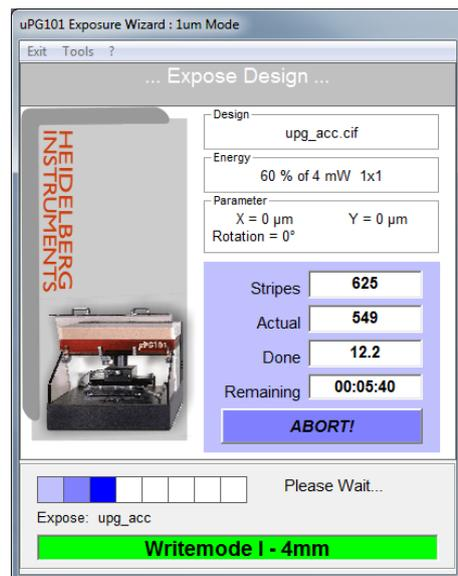 uPG101 Exposure Wizard : 1um Mode
Exit Tools ?
... Expose Design ...
HEIDELBERG
INSTRUMENTS
µPG101
Design
upg_acc.cif
Energy
60 % of 4 mW 1x1
Parameter
X = 0 µm Y = 0 µm
Rotation = 0°
Stripes 625
Actual 549
Done 12.2
Remaining 00:05:40
ABORT!
Please Wait...
Expose: upg_acc
Writemode I - 4mm